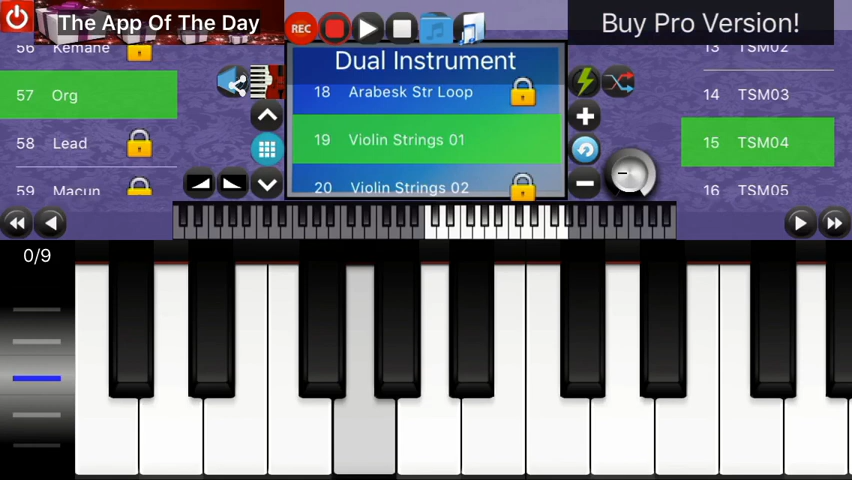 The App Of The Day
REC
Buy Pro Version!
56 Kemane
57 Org
58 Lead
59 Macun
Dual Instrument
18 Arabesk Str Loop
19 Violin Strings 01
20 Violin Strings 02
13 TSM02
14 TSM03
15 TSM04
16 TSM05
0/9